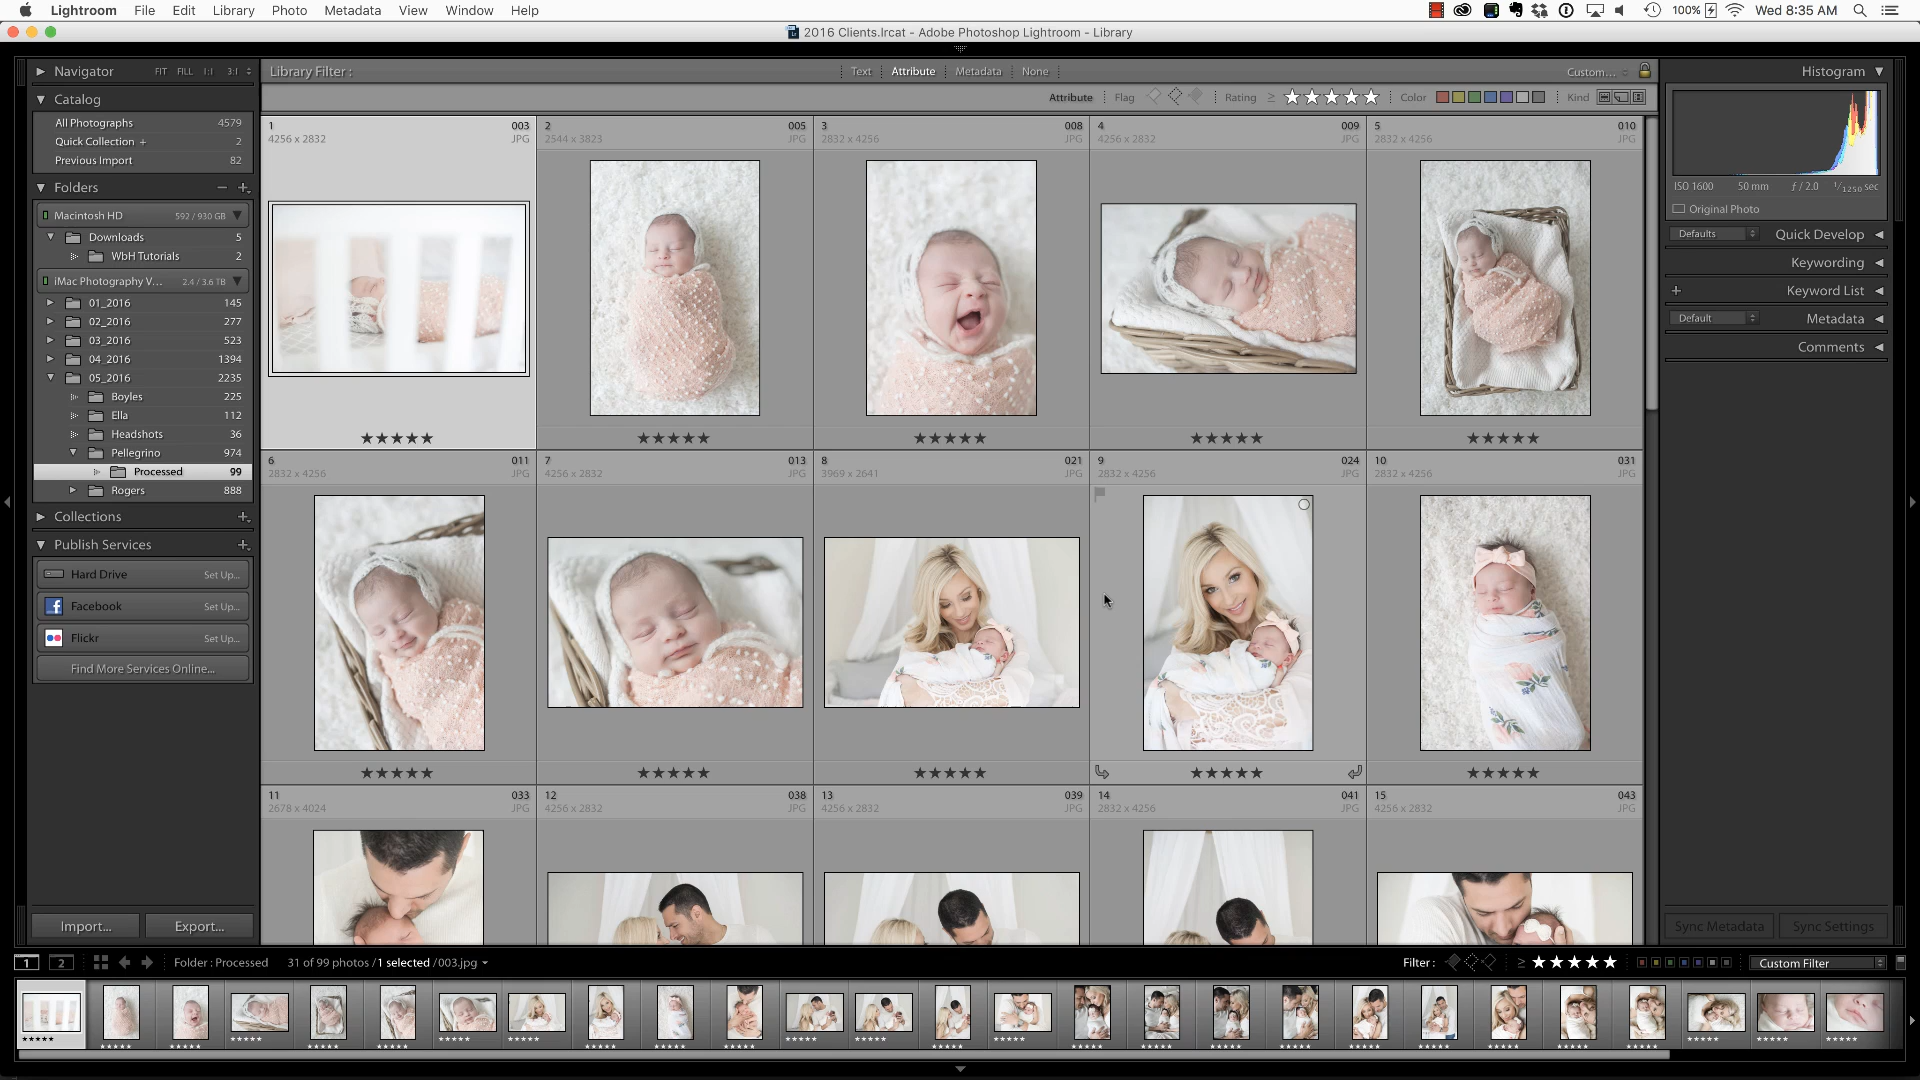 Lightroom File Edit Library Photo Metadata View Window Help 100% Wed 8:35 AM
2016 Clients.lrcat - Adobe Photoshop Lightroom - Library
Navigator FIT FILL 1:1 3:1
Library Filter : Text Attribute Metadata None Custom...
Histogram
Attribute Flag Rating ≥ ★★★★★ Color Kind
Catalog
All Photographs 4579
Quick Collection + 2
Previous Import 82
Folders
Macintosh HD 592 / 930 GB
Downloads 5
WbH Tutorials 2
iMac Photography V... 2.4 / 3.6 TB
01_2016 145
02_2016 277
03_2016 523
04_2016 1394
05_2016 2235
Boyles 225
Ella 112
Headshots 36
Pellegrino 974
Processed 99
Rogers 888
Collections
Publish Services
Hard Drive Set Up...
Facebook Set Up...
Flickr Set Up...
Find More Services Online...
Import... Export...
1 003
4256 x 2832 JPG
2 005
2544 x 3823 JPG
3 008
2832 x 4256 JPG
4 009
4256 x 2832 JPG
5 010
2832 x 4256 JPG
★★★★★ ★★★★★ ★★★★★ ★★★★★ ★★★★★
6 011
2832 x 4256 JPG
7 013
4256 x 2832 JPG
8 021
3969 x 2641 JPG
9 024
2832 x 4256 JPG
10 031
2832 x 4256 JPG
★★★★★ ★★★★★ ★★★★★ ★★★★★ ★★★★★
11 033
2678 x 4024 JPG
12 038
4256 x 2832 JPG
13 039
4256 x 2832 JPG
14 041
2832 x 4256 JPG
15 043
4256 x 2832 JPG
ISO 1600 50 mm ƒ / 2.0 1/1250 sec
Original Photo
Defaults Quick Develop
Keywording
+ Keyword List
Default Metadata
Comments
Sync Metadata Sync Settings
1 2 Folder : Processed 31 of 99 photos / 1 selected / 003.jpg Filter : ≥ ★★★★★ Custom Filter